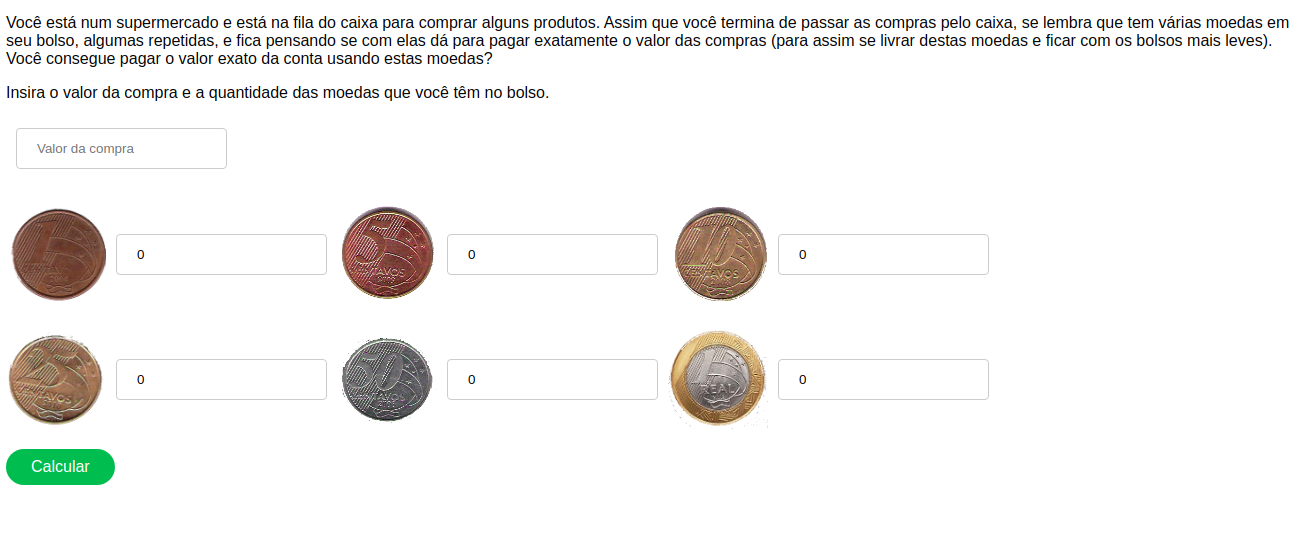 Você está num supermercado e está na fila do caixa para comprar alguns produtos. Assim que você termina de passar as compras pelo caixa, se lembra que tem várias moedas em
seu bolso, algumas repetidas, e fica pensando se com elas dá para pagar exatamente o valor das compras (para assim se livrar destas moedas e ficar com os bolsos mais leves).
Você consegue pagar o valor exato da conta usando estas moedas?
Insira o valor da compra e a quantidade das moedas que você têm no bolso.
Valor da compra
1 0 5 CENTAVOS 0 10 CENTAVOS 0
25 CENTAVOS 0 50 CENTAVOS 0 1 REAL 0
Calcular